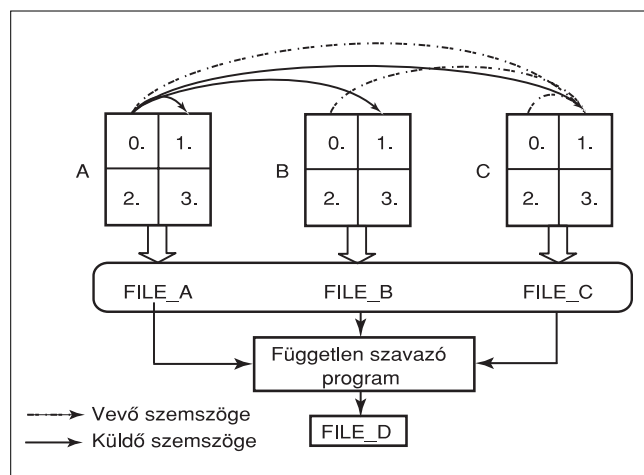 0. 1.
0. 1.
0. 1.
A
B
C
2. 3.
2. 3.
2. 3.
FILE_A
FILE_B
FILE_C
Független szavazó
program
Vevő szemszöge
Küldő szemszöge
FILE_D